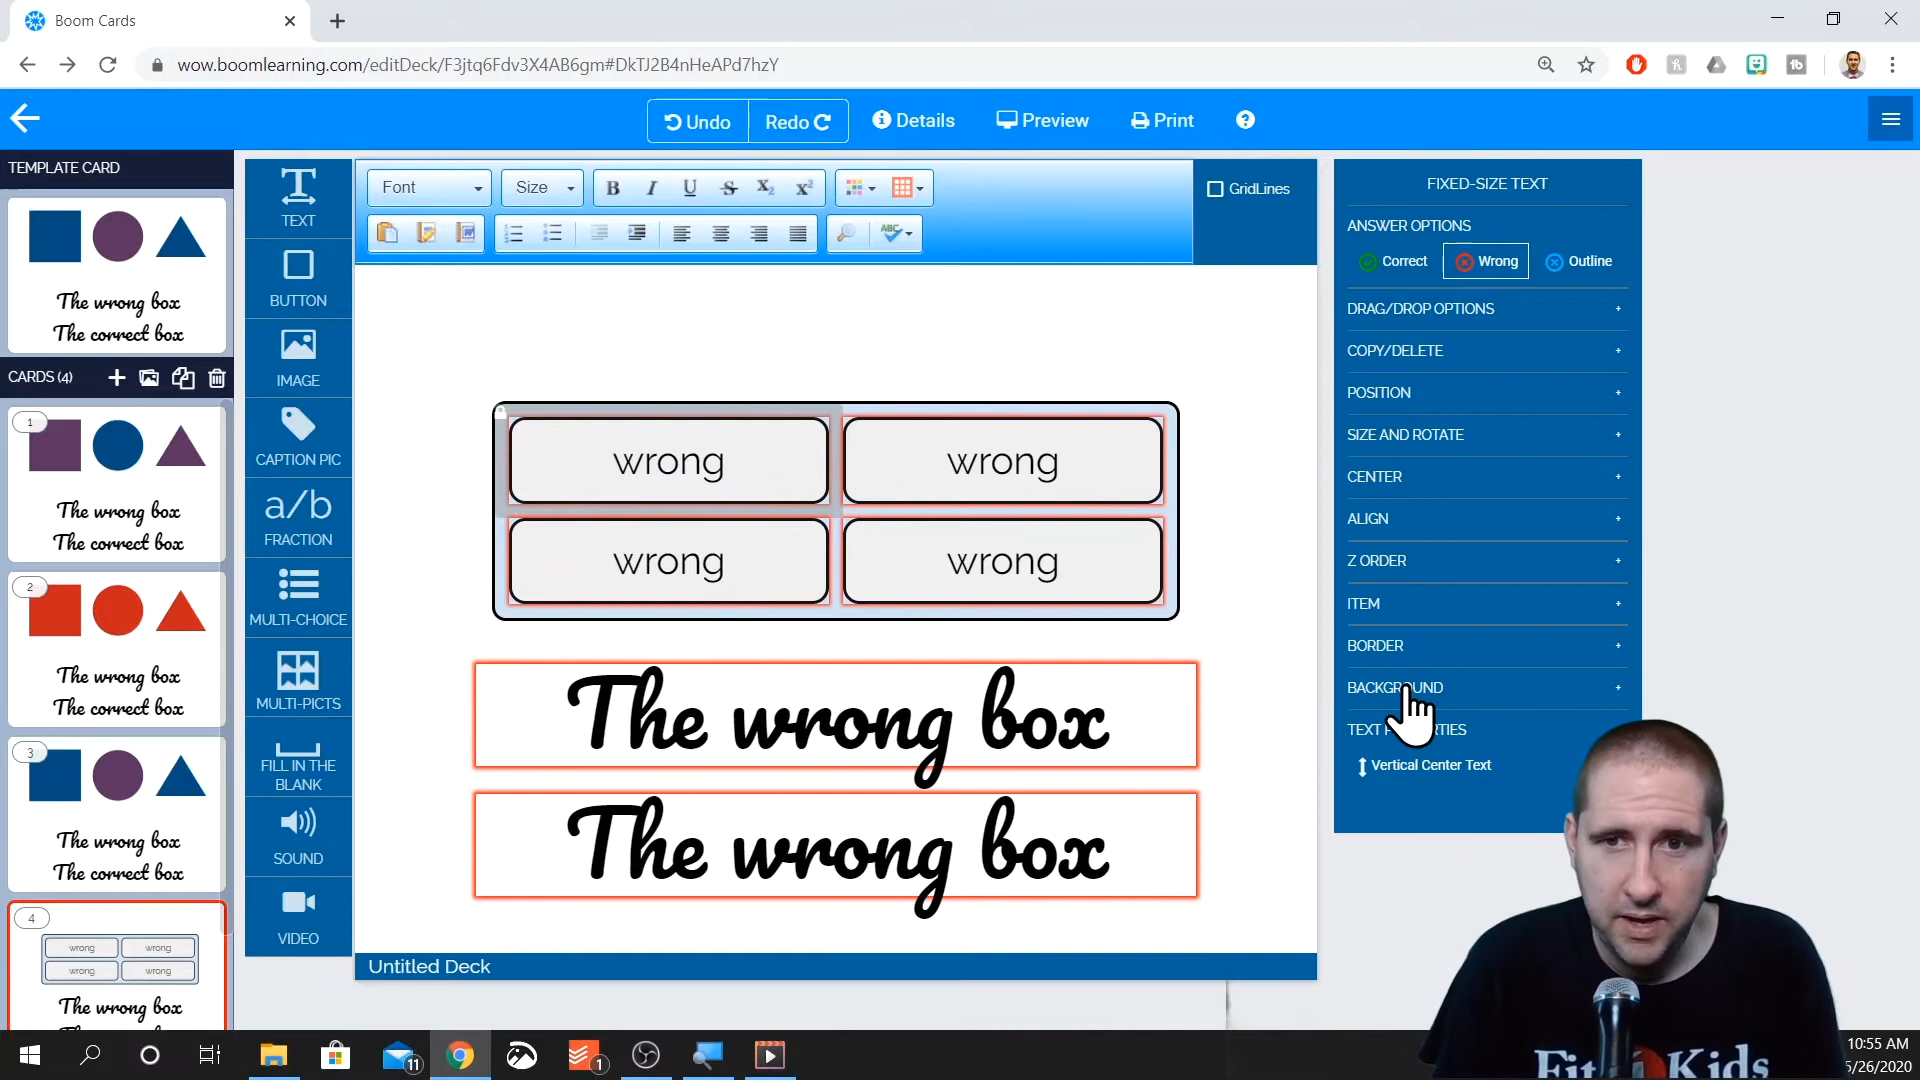 Boom Cards
wow.boomlearning.com/editDeck/F3jtq6Fdv3X4AB6gm#DkTJ2B4nHeAPd7hzY
Undo Redo Details Preview Print
TEMPLATE CARD
The wrong box
The correct box
CARDS (4)
1
The wrong box
The correct box
2
The wrong box
The correct box
3
The wrong box
The correct box
4
wrong wrong
wrong wrong
The wrong box
TEXT
BUTTON
IMAGE
CAPTION PIC
a/b
FRACTION
MULTI-CHOICE
MULTI-PICTS
FILL IN THE
BLANK
SOUND
VIDEO
Font Size B I U S X₂ X² GridLines
ABC
wrong wrong
wrong wrong
The wrong box
The wrong box
Untitled Deck
FIXED-SIZE TEXT
ANSWER OPTIONS
Correct Wrong Outline
DRAG/DROP OPTIONS +
COPY/DELETE +
POSITION +
SIZE AND ROTATE +
CENTER +
ALIGN +
Z ORDER +
ITEM +
BORDER +
BACKGROUND +
Vertical Center Text
Kids
11
1
10:55 AM
5/26/2020